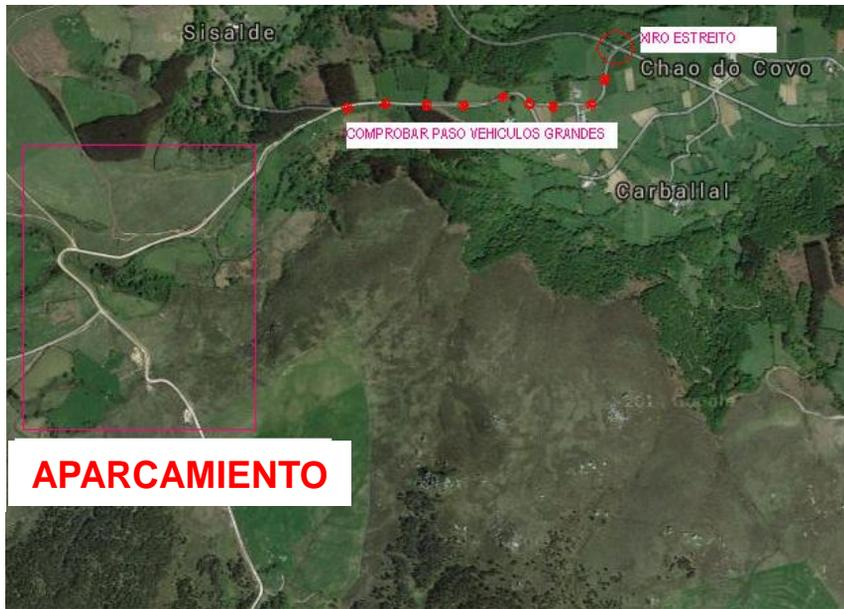 Sisalde
XIRO ESTREITO
Chao do Covo
COMPROBAR PASO VEHICULOS GRANDES
Carballal
APARCAMIENTO